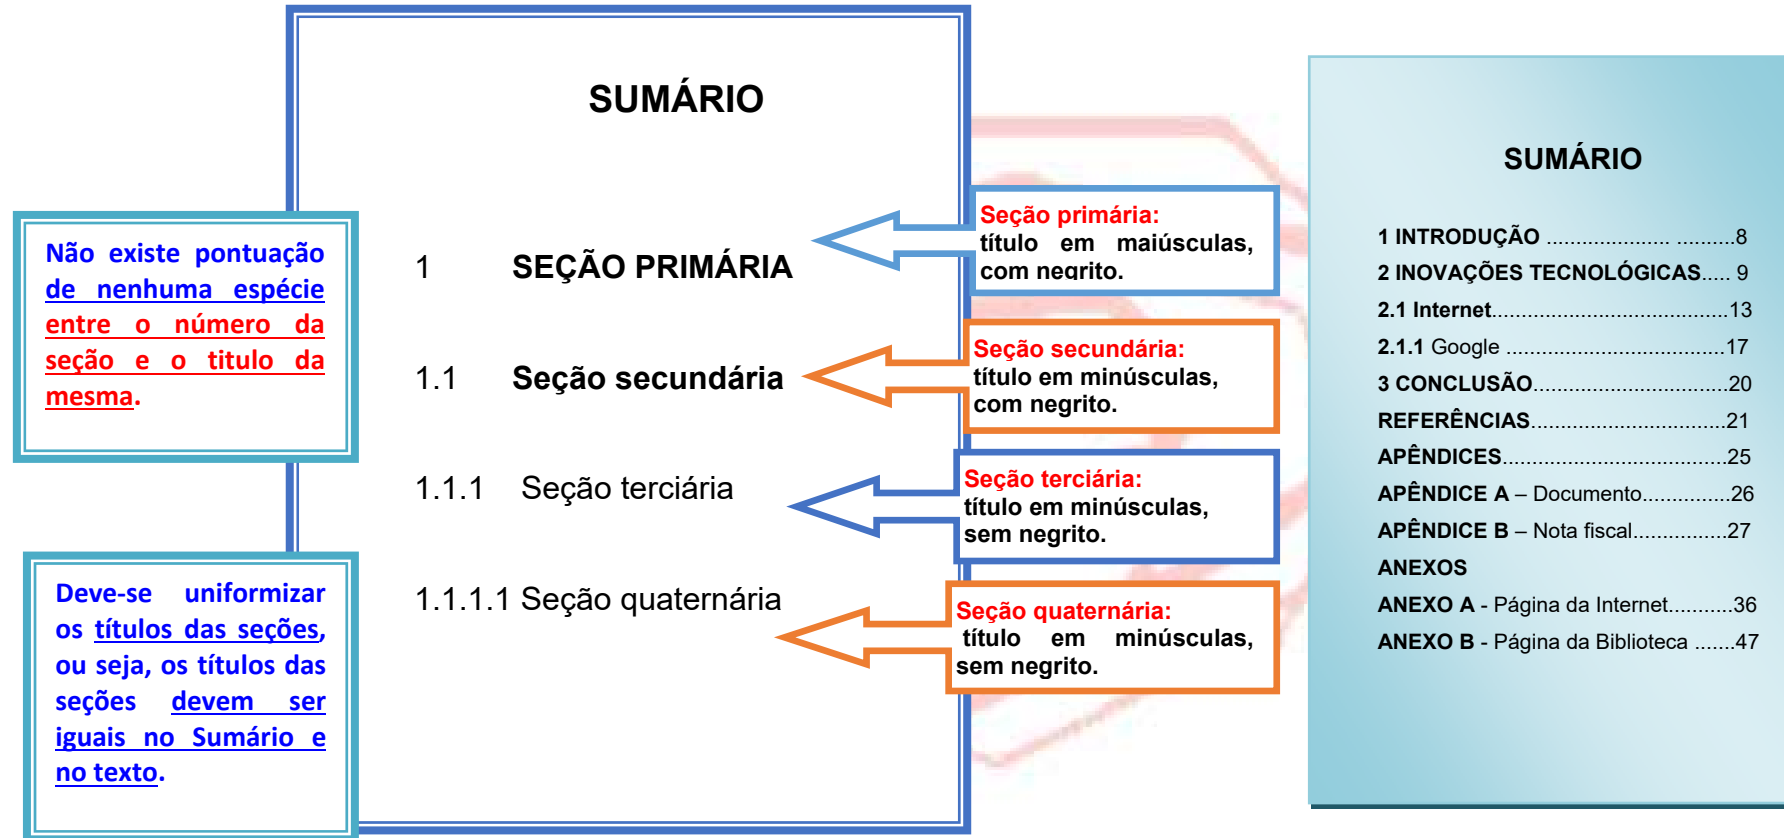 SUMÁRIO
1 SEÇÃO PRIMÁRIA
1.1 Seção secundária
1.1.1 Seção terciária
1.1.1.1 Seção quaternária
Não existe pontuação
de nenhuma espécie
entre o número da
seção e o titulo da
mesma.
Deve-se uniformizar
os títulos das seções,
ou seja, os títulos das
seções devem ser
iguais no Sumário e
no texto.
Seção primária:
título em maiúsculas,
com negrito.
Seção secundária:
título em minúsculas,
com negrito.
Seção terciária:
título em minúsculas,
sem negrito.
Seção quaternária:
título em minúsculas,
sem negrito.
SUMÁRIO
1 INTRODUÇÃO ..................... ..........8
2 INOVAÇÕES TECNOLÓGICAS..... 9
2.1 Internet.......................................13
2.1.1 Google ....................................17
3 CONCLUSÃO................................20
REFERÊNCIAS................................21
APÊNDICES.....................................25
APÊNDICE A – Documento...............26
APÊNDICE B – Nota fiscal................27
ANEXOS
ANEXO A - Página da Internet...........36
ANEXO B - Página da Biblioteca .......47